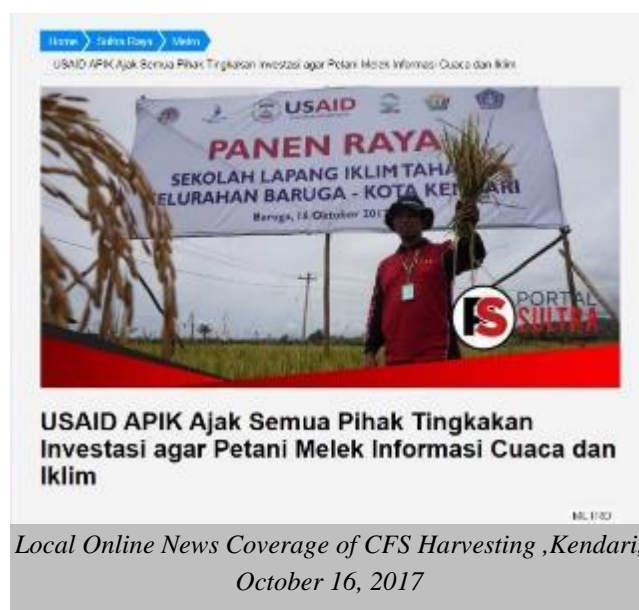 Home
Sultra Raya
Metro
USAID APIK Ajak Semua Pihak Tingkatkan Investasi agar Petani Melek Informasi Cuaca dan Iklim
USAID
PANEN RAYA
SEKOLAH LAPANG IKLIM TAHA
ELURAHAN BARUGA - KOTA KENDARI
Baruga, 16 Oktober 2017
PS PORTAL
SULTRA
USAID APIK Ajak Semua Pihak Tingkakan
Investasi agar Petani Melek Informasi Cuaca dan
Iklim
METRO
Local Online News Coverage of CFS Harvesting ,Kendari,
October 16, 2017